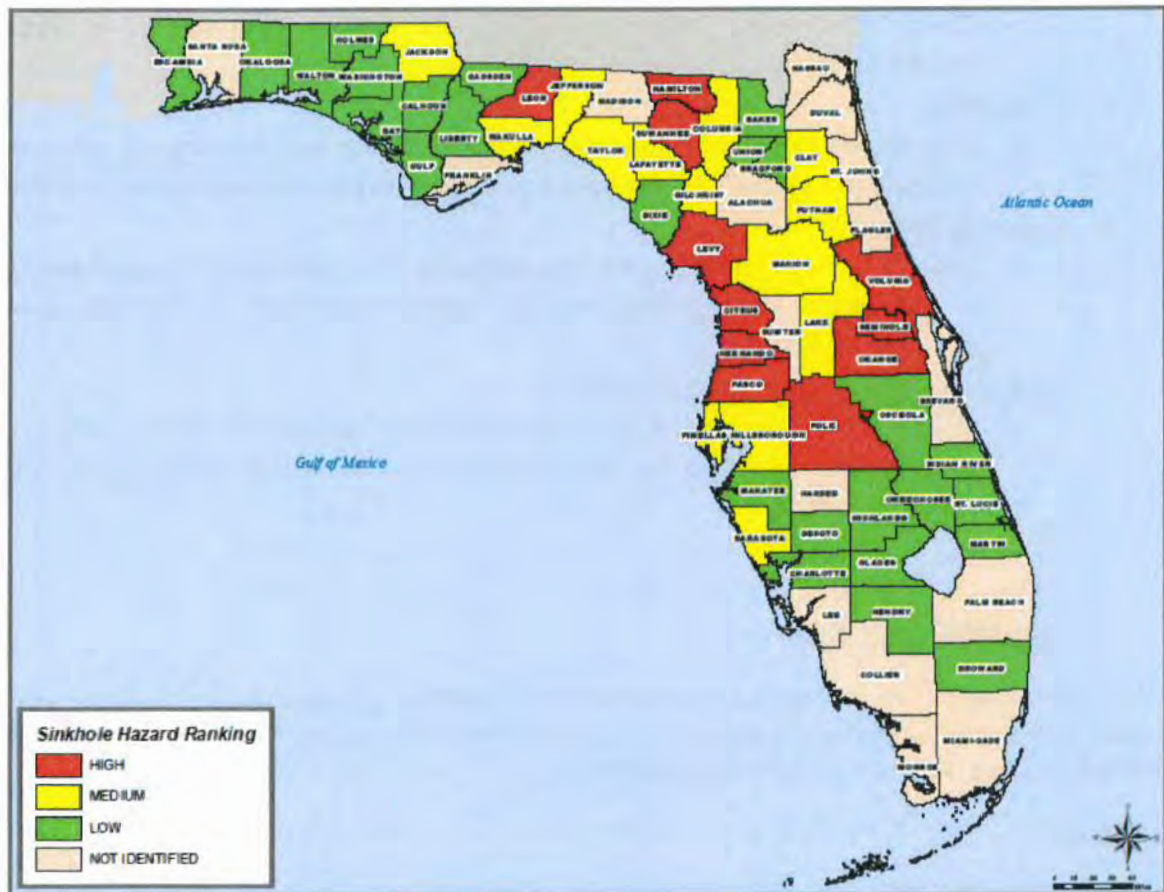 HOLMES
SANTA ROSA
JACKSON
ESCAMBIA
OKALOOSA
WALTON
WASHINGTON
GADSDEN
NASSAU
HAMILTON
JEFFERSON
LEON
MADISON
CALHOUN
DUVAL
BAKER
COLUMBIA
BAY
LIBERTY
WAKULLA
SUWANNEE
TAYLOR
UNION
CLAY
LAFAYETTE
BRADFORD
ST. JOHNS
GULF
FRANKLIN
GILCHRIST
ALACHUA
PUTNAM
DIXIE
FLAGLER
Atlantic Ocean
LEVY
MARION
VOLUSIA
CITRUS
SUMTER
LAKE
SEMINOLE
HERNANDO
ORANGE
PASCO
BREVARD
OSCEOLA
POLK
PINELLAS
HILLSBOROUGH
Gulf of Mexico
INDIAN RIVER
MANATEE
HARDEE
OKEECHOBEE
ST. LUCIE
HIGHLANDS
SARASOTA
DESOTO
MARTIN
GLADES
CHARLOTTE
PALM BEACH
LEE
HENDRY
BROWARD
COLLIER
MIAMI-DADE
MONROE
Sinkhole Hazard Ranking
HIGH
MEDIUM
LOW
NOT IDENTIFIED